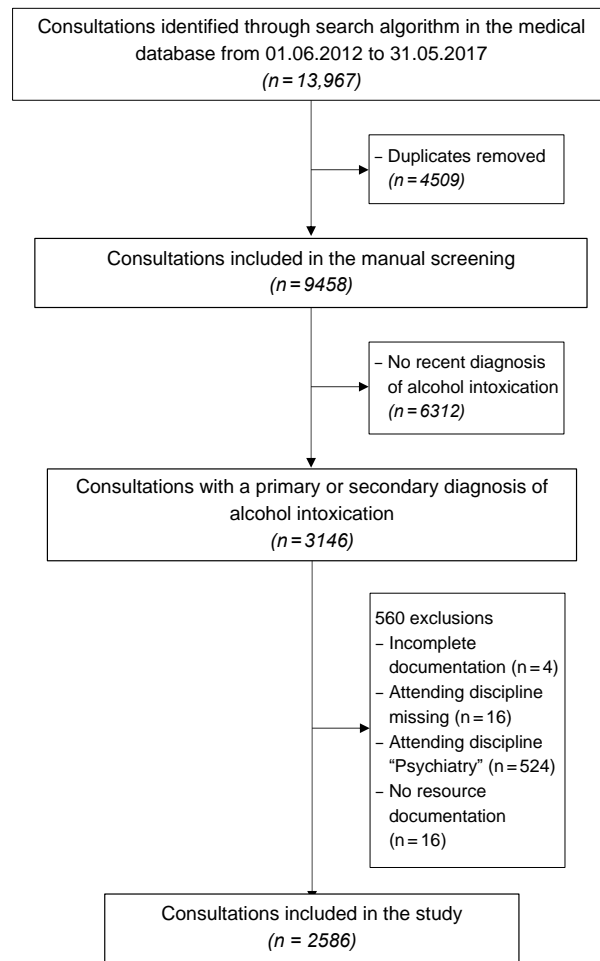 Consultations identified through search algorithm in the medical
database from 01.06.2012 to 31.05.2017
(n = 13,967)
– Duplicates removed
(n = 4509)
Consultations included in the manual screening
(n = 9458)
– No recent diagnosis
of alcohol intoxication
(n = 6312)
Consultations with a primary or secondary diagnosis of
alcohol intoxication
(n = 3146)
560 exclusions
– Incomplete
documentation (n = 4)
– Attending discipline
missing (n = 16)
– Attending discipline
“Psychiatry” (n = 524)
– No resource
documentation
(n = 16)
Consultations included in the study
(n = 2586)